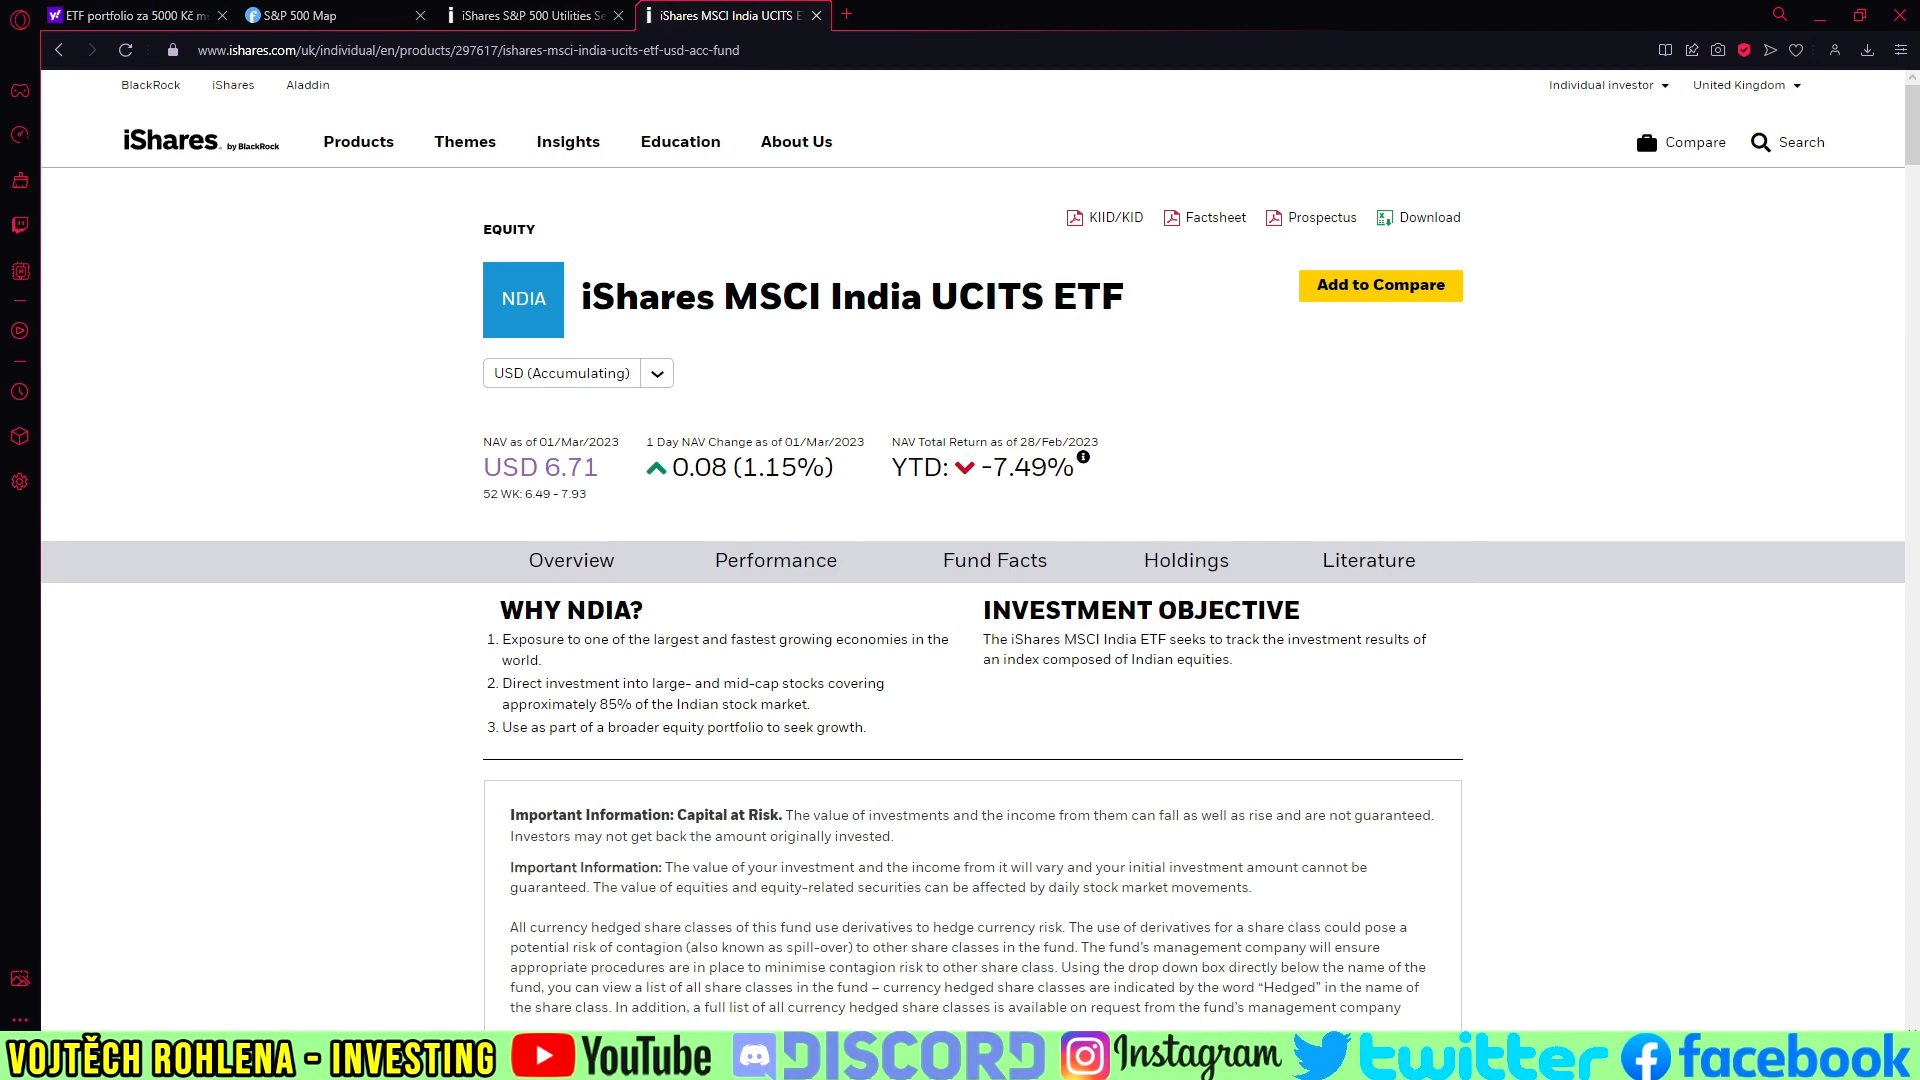 ETF portfolio za 5000 Kč mě
S&P 500 Map
iShares S&P 500 Utilities Se
iShares MSCI India UCITS E
www.ishares.com/uk/individual/en/products/297617/ishares-msci-india-ucits-etf-usd-acc-fund
BlackRock iShares Aladdin Individual investor United Kingdom
iShares. by BlackRock Products Themes Insights Education About Us Compare Search
KIID/KID Factsheet Prospectus Download
EQUITY
NDIA iShares MSCI India UCITS ETF Add to Compare
USD (Accumulating)
NAV as of 01/Mar/2023 1 Day NAV Change as of 01/Mar/2023 NAV Total Return as of 28/Feb/2023
USD 6.71 0.08 (1.15%) YTD: -7.49%
52 WK: 6.49 - 7.93
Overview Performance Fund Facts Holdings Literature
WHY NDIA?
1. Exposure to one of the largest and fastest growing economies in the
world.
2. Direct investment into large- and mid-cap stocks covering
approximately 85% of the Indian stock market.
3. Use as part of a broader equity portfolio to seek growth.
INVESTMENT OBJECTIVE
The iShares MSCI India ETF seeks to track the investment results of
an index composed of Indian equities.
Important Information: Capital at Risk. The value of investments and the income from them can fall as well as rise and are not guaranteed.
Investors may not get back the amount originally invested.
Important Information: The value of your investment and the income from it will vary and your initial investment amount cannot be
guaranteed. The value of equities and equity-related securities can be affected by daily stock market movements.
All currency hedged share classes of this fund use derivatives to hedge currency risk. The use of derivatives for a share class could pose a
potential risk of contagion (also known as spill-over) to other share classes in the fund. The fund's management company will ensure
appropriate procedures are in place to minimise contagion risk to other share class. Using the drop down box directly below the name of the
fund, you can view a list of all share classes in the fund – currency hedged share classes are indicated by the word “Hedged” in the name of
the share class. In addition, a full list of all currency hedged share classes is available on request from the fund's management company
VOJTĚCH ROHLENA - INVESTING YouTube DISCORD Instagram twitter facebook